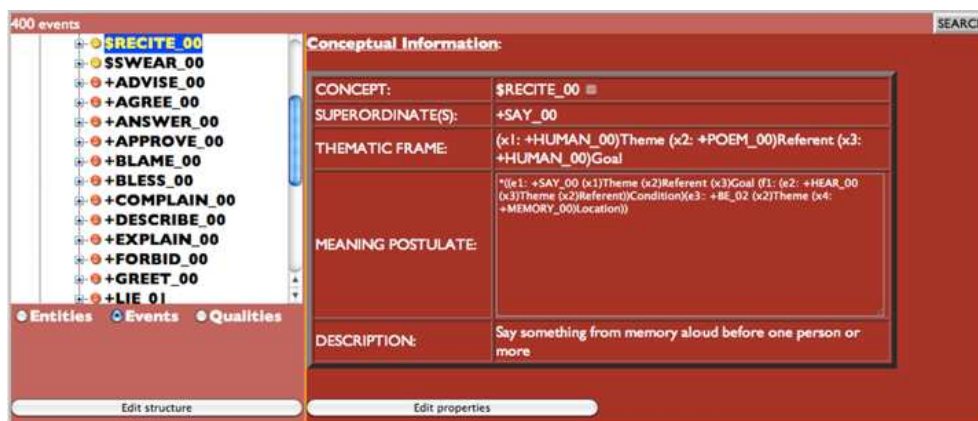 400 events
SEARC
$RECITE_00
$SWEAR_00
+ADVISE_00
+AGREE_00
+ANSWER_00
+APPROVE_00
+BLAME_00
+BLESS_00
+COMPLAIN_00
+DESCRIBE_00
+EXPLAIN_00
+FORBID_00
+GREET_00
+LIE_01
Entities Events Qualities
Edit structure
Conceptual Information:
CONCEPT: $RECITE_00
SUPERORDINATE(S): +SAY_00
THEMATIC FRAME: (x1: +HUMAN_00)Theme (x2: +POEM_00)Referent (x3:
+HUMAN_00)Goal
MEANING POSTULATE:
*((e1: +SAY_00 (x1)Theme (x2)Referent (x3)Goal (f1: (e2: +HEAR_00
(x3)Theme (x2)Referent))Condition)(e3: +BE_02 (x2)Theme (x4:
+MEMORY_00)Location))
DESCRIPTION: Say something from memory aloud before one person or
more
Edit properties